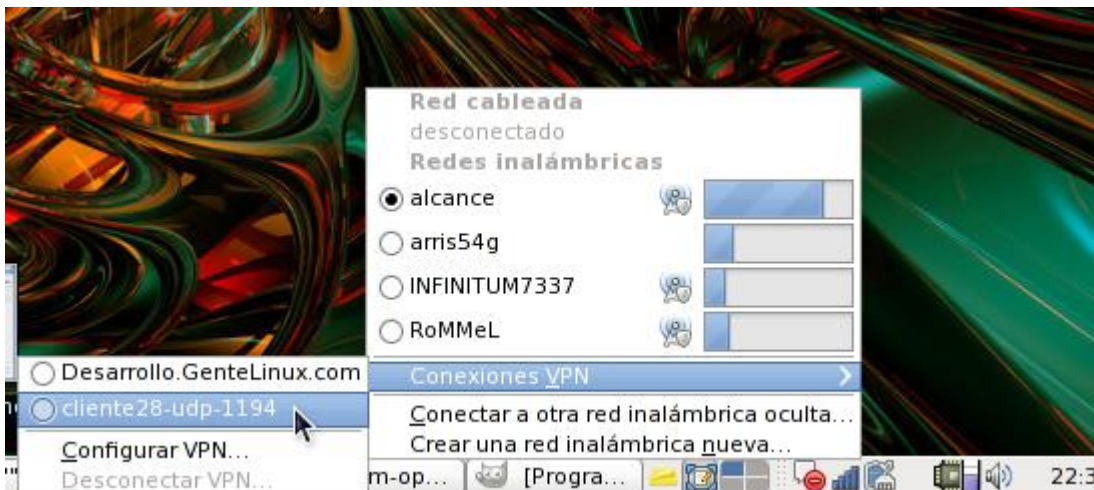 Red cableada
desconectado
Redes inalámbricas
alcance
arris54g
INFINITUM7337
RoMMeL
Conexiones VPN
Conectar a otra red inalámbrica oculta...
Crear una red inalámbrica nueva...
Desarrollo.GenteLinux.com
cliente28-udp-1194
Configurar VPN...
Desconectar VPN...
m-op... [Progra... 22:3